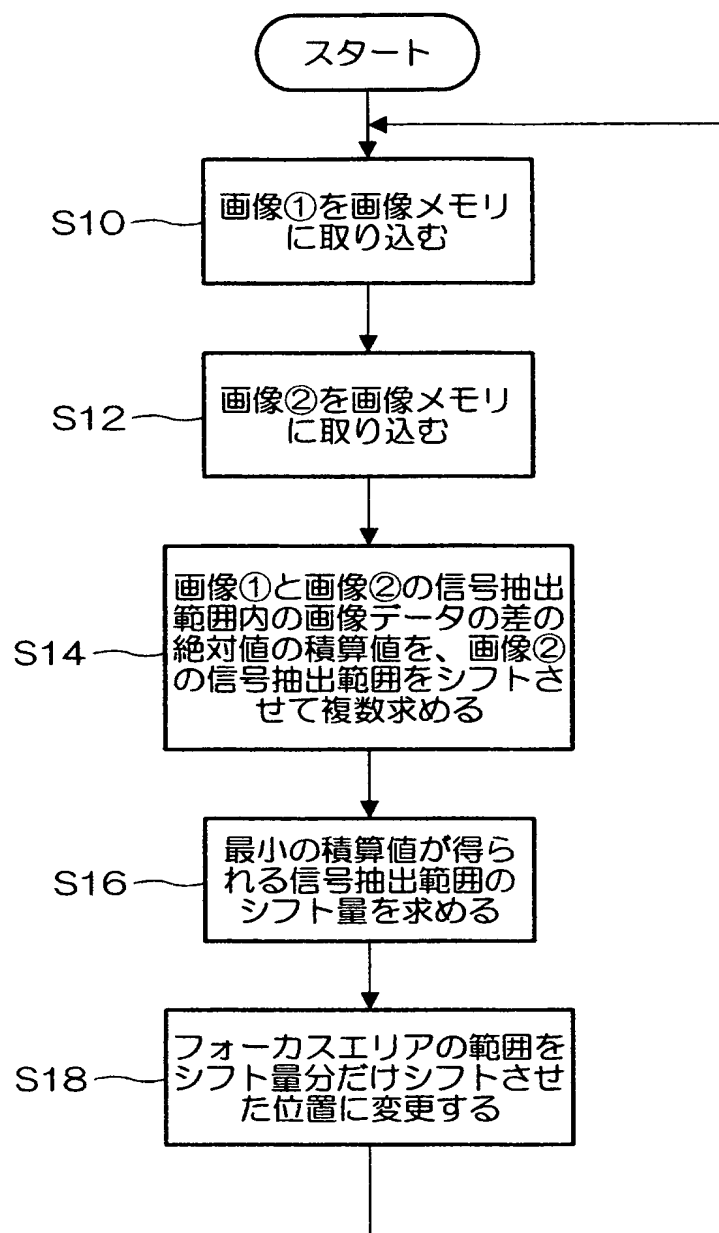 スタート
S10
画像①を画像メモリ
に取り込む
S12
画像②を画像メモリ
に取り込む
S14
画像①と画像②の信号抽出
範囲内の画像データの差の
絶対値の積算値を、画像②
の信号抽出範囲をシフトさ
せて複数求める
S16
最小の積算値が得ら
れる信号抽出範囲の
シフト量を求める
S18
フォーカスエリアの範囲を
シフト量分だけシフトさせ
た位置に変更する